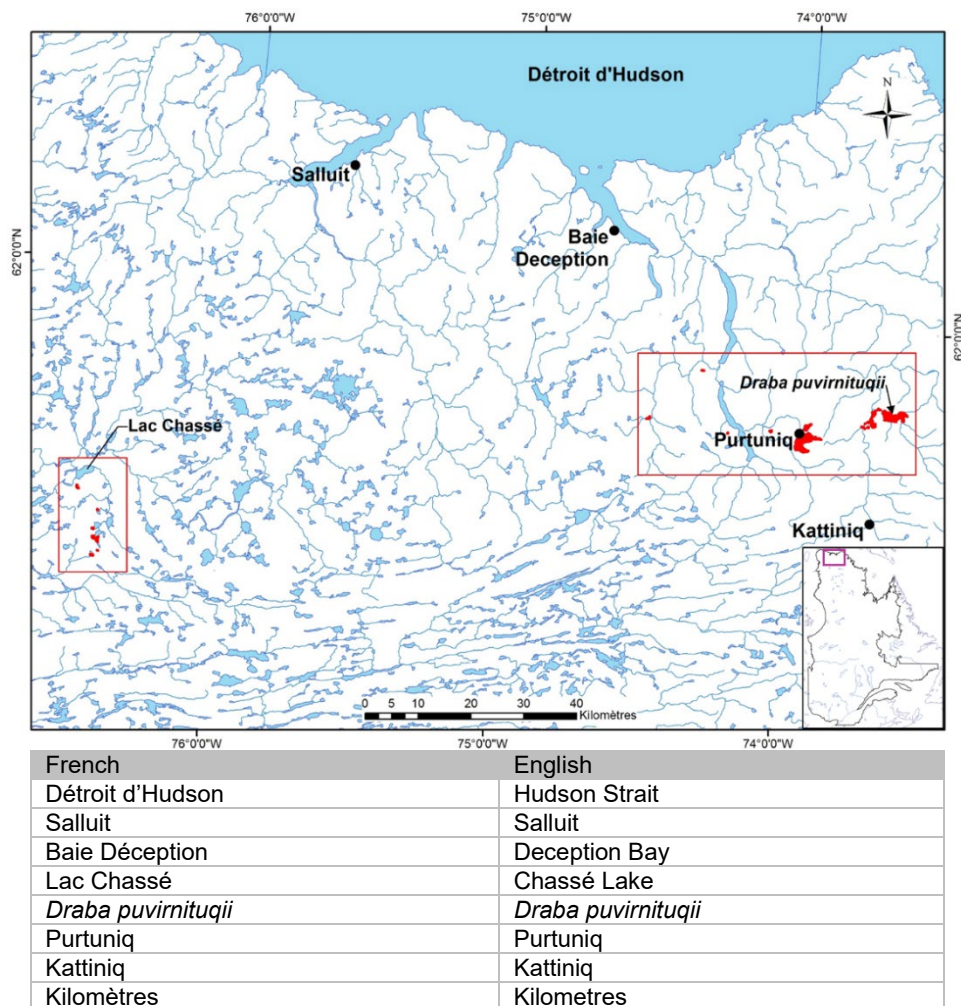 76°0'0"W 75°0'0"W 74°0'0"W
Détroit d'Hudson
N
Salluit
Baie
Deception
62°0'0"N
62°0'0"N
Draba puvirnituqii
Lac Chassé
Purtuniq
Kattiniq
0 5 10 20 30 40
Kilomètres
76°0'0"W 75°0'0"W 74°0'0"W
French English
Détroit d’Hudson Hudson Strait
Salluit Salluit
Baie Déception Deception Bay
Lac Chassé Chassé Lake
Draba puvirnituqii Draba puvirnituqii
Purtuniq Purtuniq
Kattiniq Kattiniq
Kilomètres Kilometres